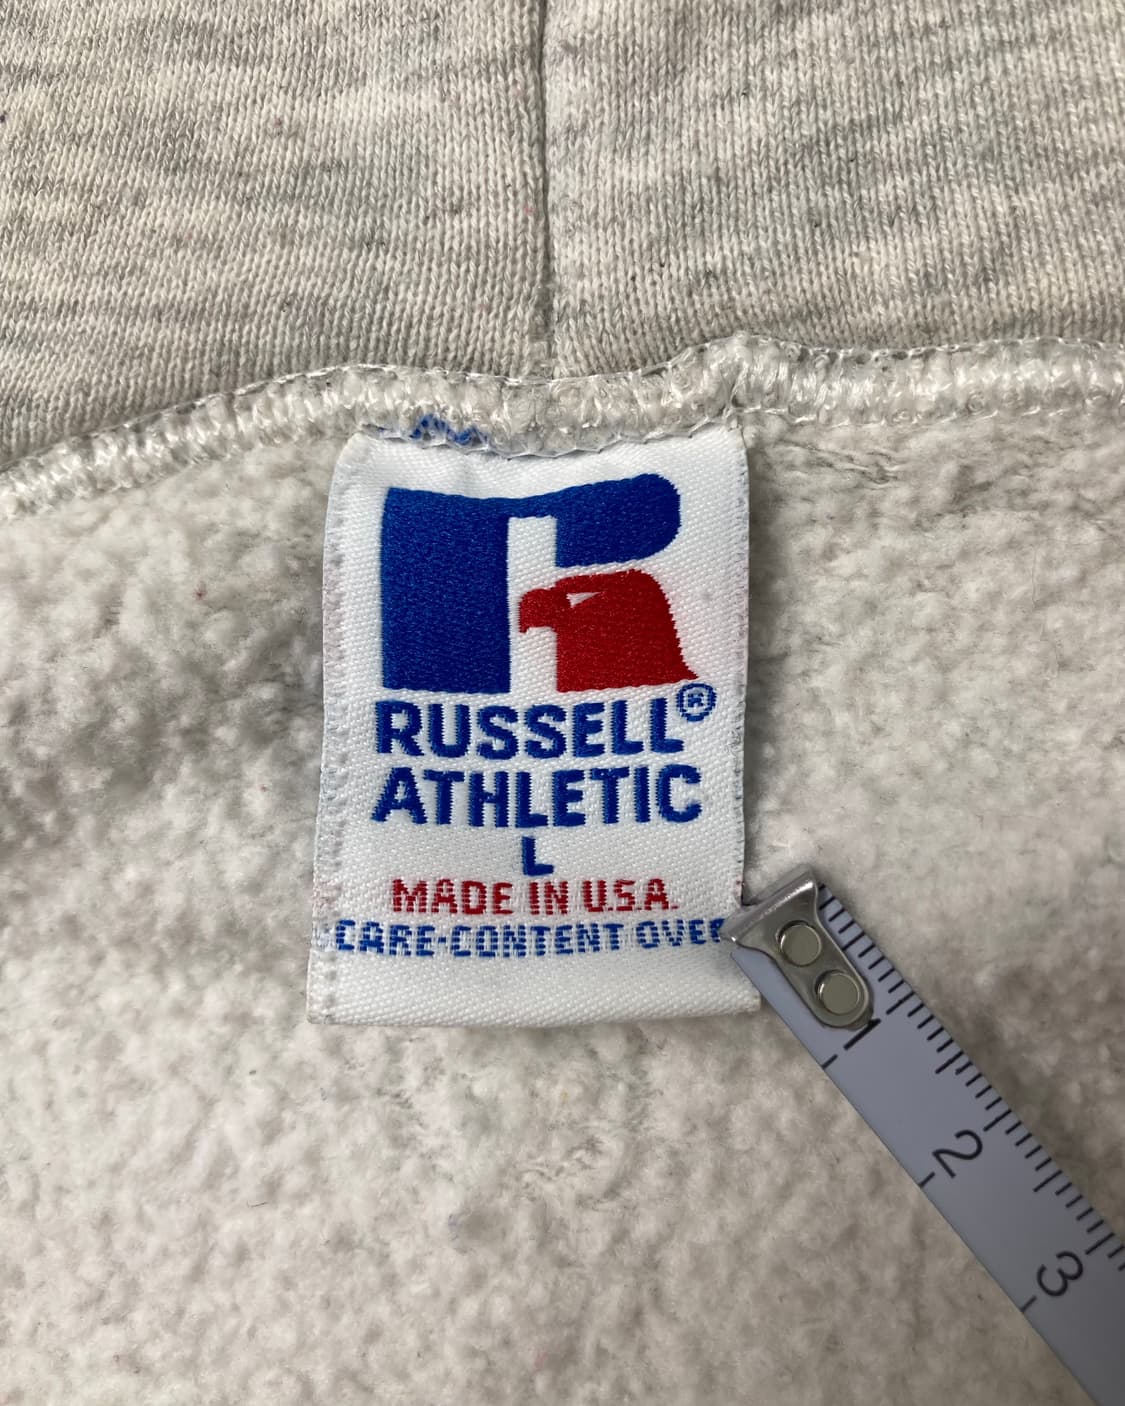 RUSSELL®
ATHLETIC
L
MADE IN U.S.A.
CARE-CONTENT OVER
1
2
3